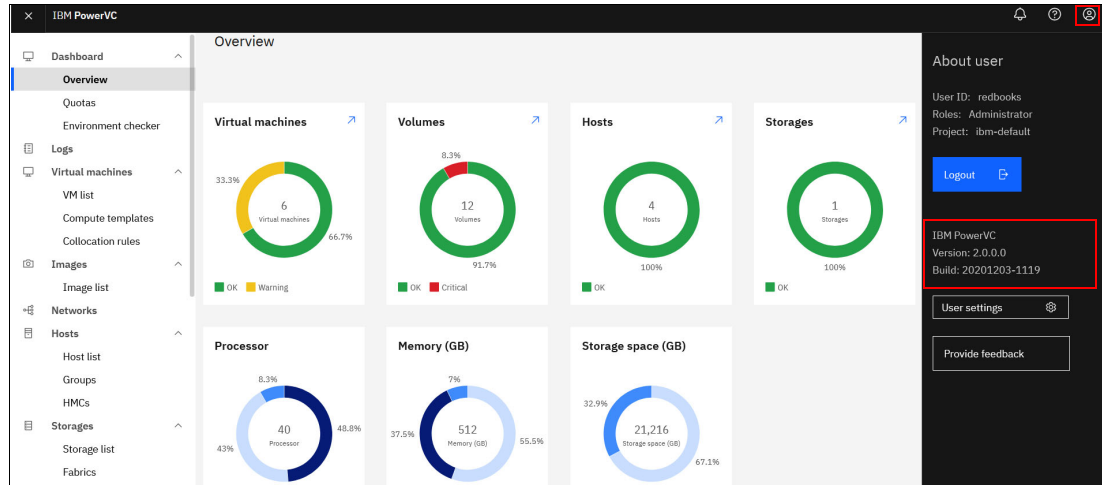 IBM PowerVC
Dashboard
Overview
Quotas
Environment checker
Logs
Virtual machines
VM list
Compute templates
Collocation rules
Images
Image list
Networks
Hosts
Host list
Groups
HMCs
Storages
Storage list
Fabrics
Overview
Virtual machines
33.3%
6
Virtual machines
66.7%
OK Warning
Volumes
8.3%
12
Volumes
91.7%
OK Critical
Hosts
4
Hosts
100%
OK
Storages
1
Storages
100%
OK
Processor
8.3%
40
Processor
48.8%
43%
Memory (GB)
7%
512
Memory (GB)
37.5%
55.5%
Storage space (GB)
32.9%
21,216
Storage space (GB)
67.1%
About user
User ID: redbooks
Roles: Administrator
Project: ibm-default
Logout
IBM PowerVC
Version: 2.0.0.0
Build: 20201203-1119
User settings
Provide feedback